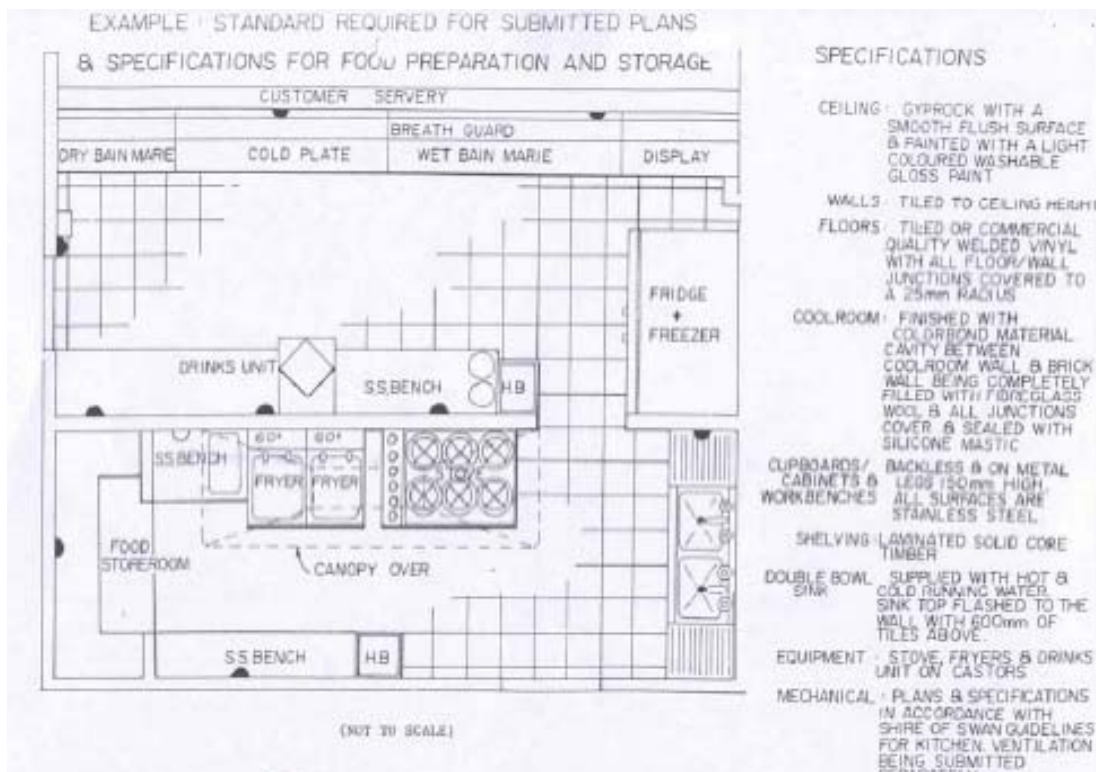 EXAMPLE : STANDARD REQUIRED FOR SUBMITTED PLANS
& SPECIFICATIONS FOR FOOD PREPARATION AND STORAGE
CUSTOMER SERVERY
BREATH GUARD
DRY BAIN MARIE
COLD PLATE
WET BAIN MARIE
DISPLAY
FRIDGE
+
FREEZER
DRINKS UNIT
S.S.BENCH
H.B
S.S.BENCH
FRYER
FRYER
FOOD
STOREROOM
CANOPY OVER
S.S.BENCH
H.B
(NOT TO SCALE)
SPECIFICATIONS
CEILING : GYPROCK WITH A
SMOOTH FLUSH SURFACE
& PAINTED WITH A LIGHT
COLOURED WASHABLE
GLOSS PAINT
WALLS : TILED TO CEILING HEIGHT
FLOORS : TILED OR COMMERCIAL
QUALITY WELDED VINYL
WITH ALL FLOOR/WALL
JUNCTIONS COVERED TO
A 25mm RADIUS
COOLROOM : FINISHED WITH
COLORBOND MATERIAL
CAVITY BETWEEN
COOLROOM WALL & BRICK
WALL BEING COMPLETELY
FILLED WITH FIBREGLASS
WOOL & ALL JUNCTIONS
COVER & SEALED WITH
SILICONE MASTIC
CUPBOARDS/ BACKLESS & ON METAL
CABINETS & LEGS 150mm HIGH
WORKBENCHES ALL SURFACES ARE
STAINLESS STEEL
SHELVING : LAMINATED SOLID CORE
TIMBER
DOUBLE BOWL SUPPLIED WITH HOT &
SINK COLD RUNNING WATER.
SINK TOP FLASHED TO THE
WALL WITH 600mm OF
TILES ABOVE.
EQUIPMENT : STOVE, FRYERS & DRINKS
UNIT ON CASTORS
MECHANICAL : PLANS & SPECIFICATIONS
IN ACCORDANCE WITH
SHIRE OF SWAN GUIDELINES
FOR KITCHEN. VENTILATION
BEING SUBMITTED